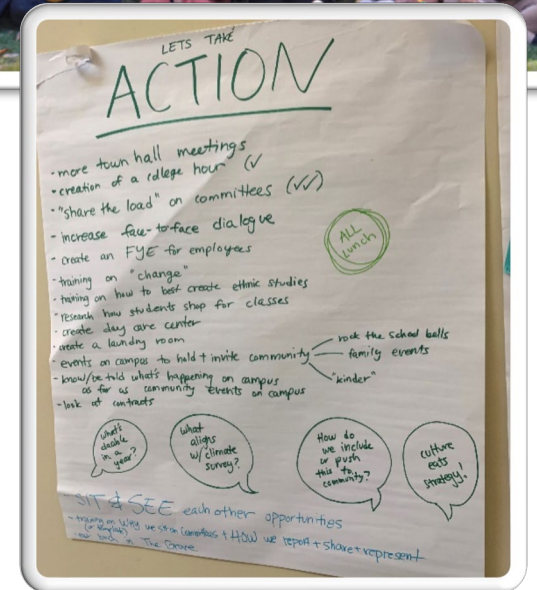 LETS TAKE
ACTION
- more town hall meetings
- creation of a college hour (✓
- "share the load" on committees (✓✓)
- increase face-to-face dialogue
- create an FYE for employees
- training on "change"
- training on how to best create ethnic studies
- research how students shop for classes
- create day care center
- create a laundry room
- events on campus to hold + invite community
rock the school bells
family events
"kinder"
- know/be told what's happening on campus
as far as community events on campus
- look at contracts
ALL
Lunch
what's
doable
in a
year?
What
aligns
w/climate
survey?
How do
we include
or push
this to
community?
culture
eats
strategy!
- SIT & SEE each other opportunities
- training on WHY we sit on committees + HOW we report + share + represent
(or English)
back in The